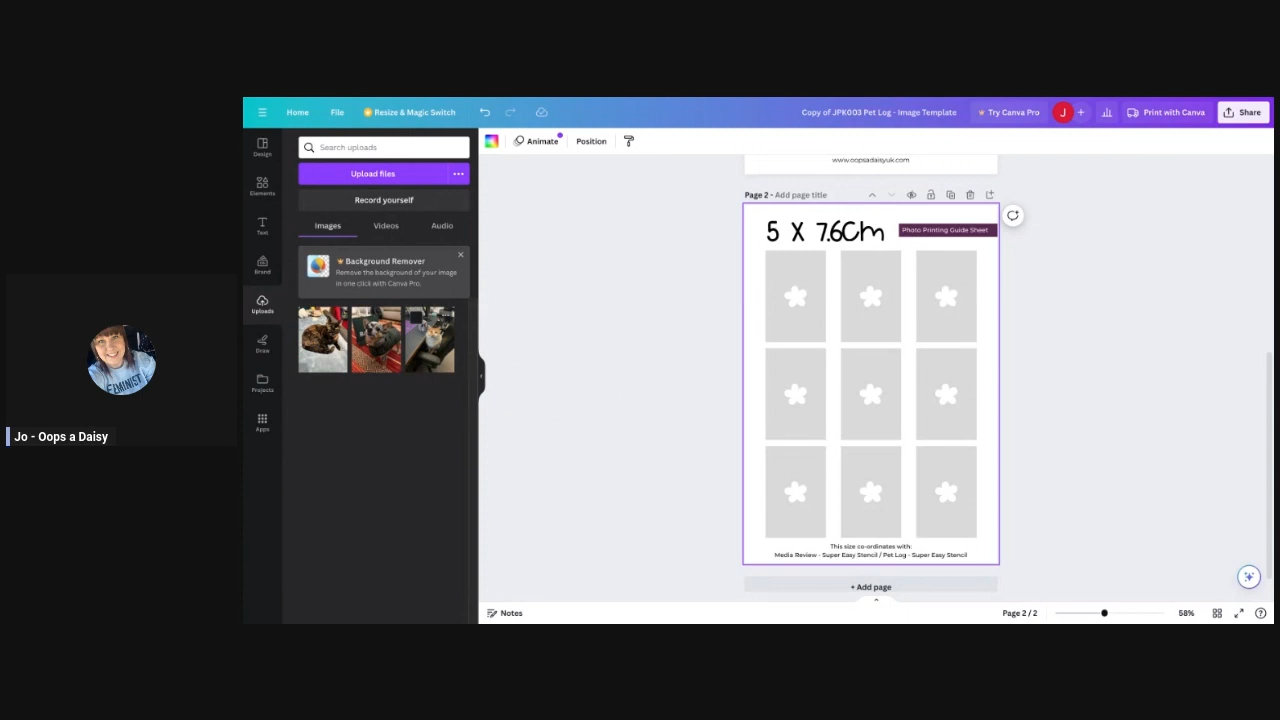 Home File Resize & Magic Switch Copy of JPK003 Pet Log - Image Template Try Canva Pro J + Print with Canva Share
Design
Elements
Text
Brand
Uploads
Draw
Projects
Apps
Search uploads
Upload files
Record yourself
Images Videos Audio
Background Remover
Remove the background of your image
in one click with Canva Pro.
Animate Position
www.oopsadaisyuk.com
Page 2 - Add page title
5 X 7.6Cm
Photo Printing Guide Sheet
This size co-ordinates with:
Media Review - Super Easy Stencil / Pet Log - Super Easy Stencil
+ Add page
Notes
Page 2 / 2
58%
FEMINIST
Jo - Oops a Daisy